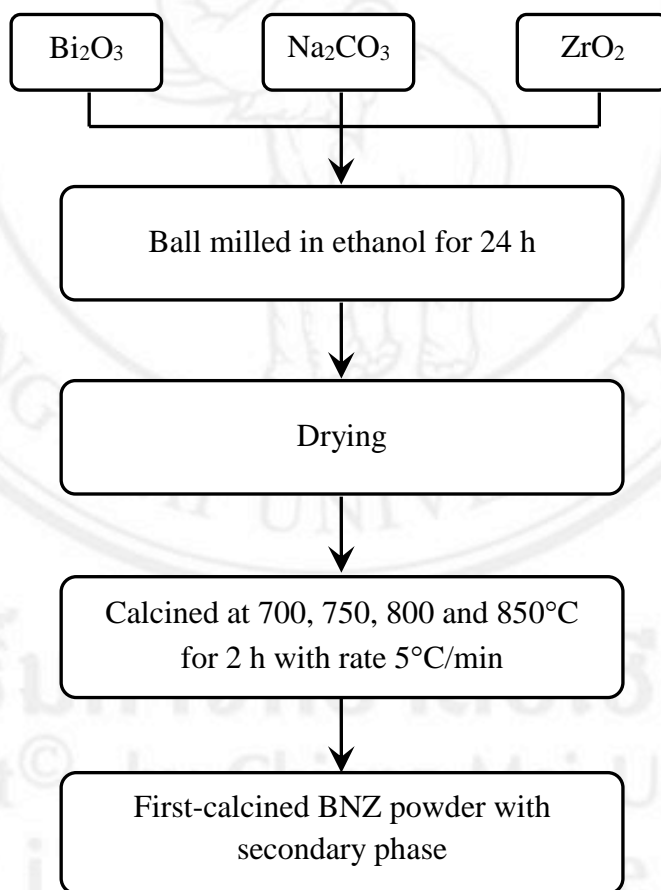 Bi₂O₃
Na₂CO₃
ZrO₂
Ball milled in ethanol for 24 h
Drying
Calcined at 700, 750, 800 and 850°C
for 2 h with rate 5°C/min
First-calcined BNZ powder with
secondary phase